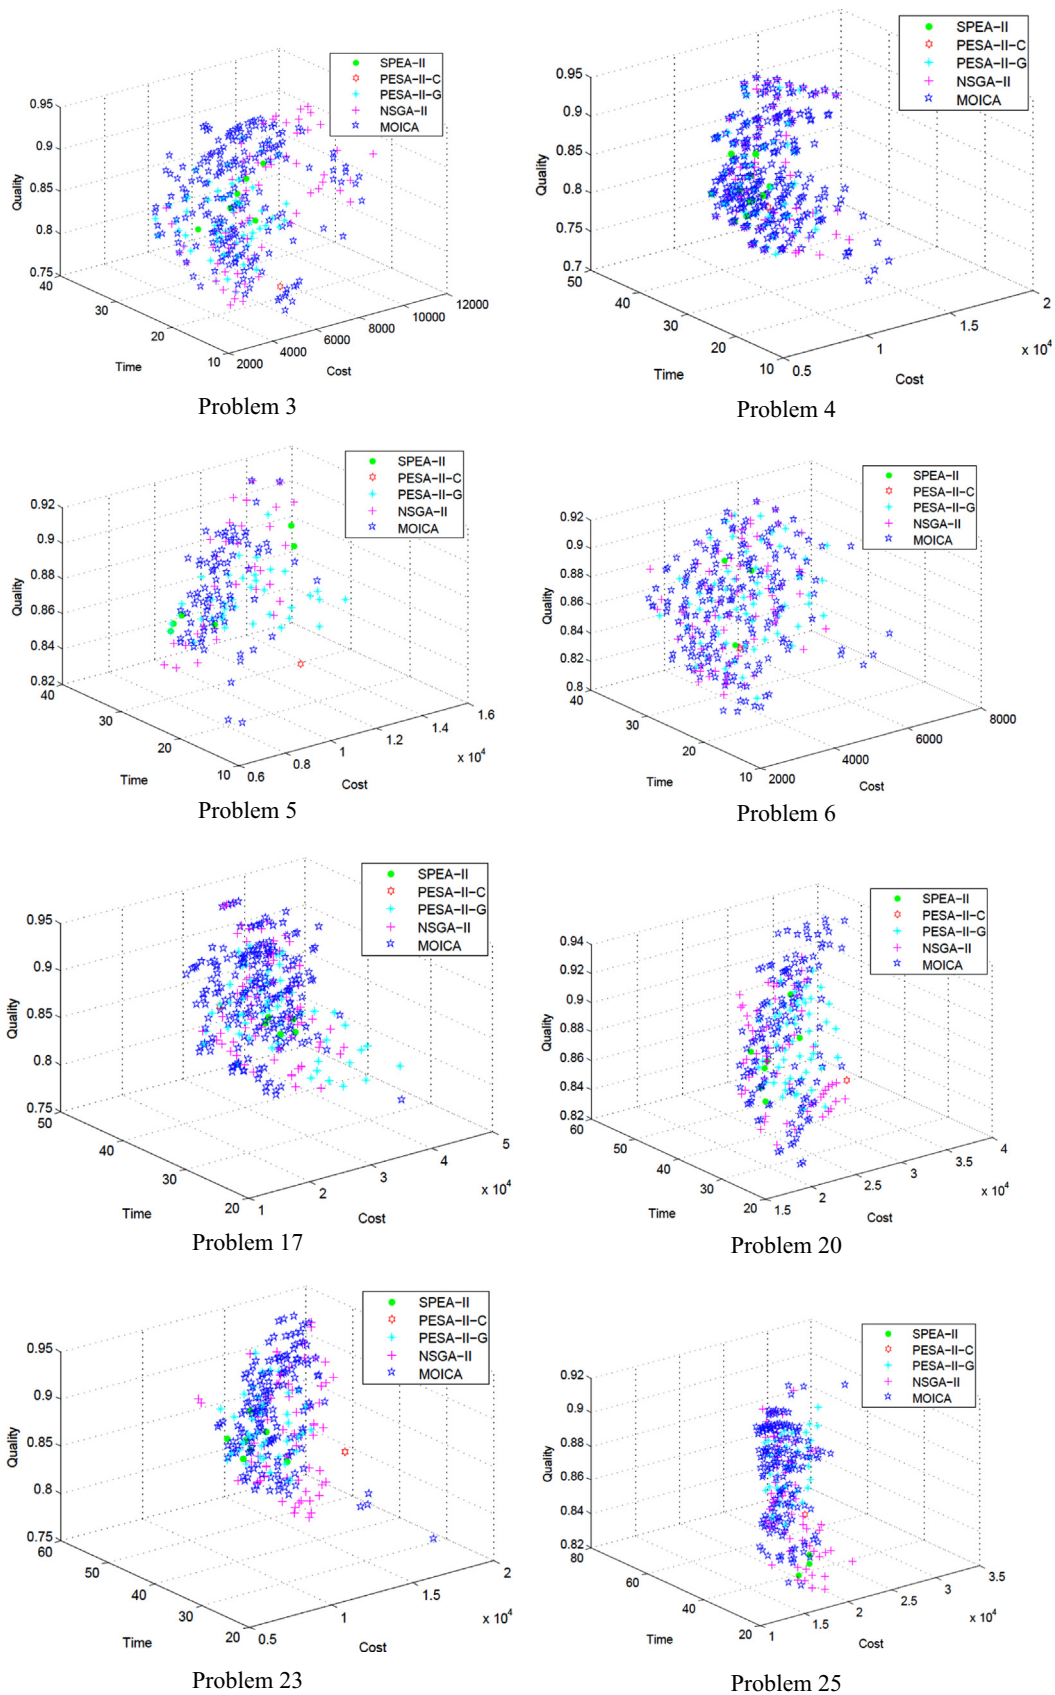 SPEA-II
PESA-II-C
PESA-II-G
NSGA-II
MOICA
0.95
0.9
0.85
0.8
0.75
Quality
40
30
20
10
Time
2000
4000
6000
8000
10000
12000
Cost
Problem 3
SPEA-II
PESA-II-C
PESA-II-G
NSGA-II
MOICA
0.95
0.9
0.85
0.8
0.75
0.7
Quality
50
40
30
20
10
Time
0.5
1
1.5
2
x 10⁴
Cost
Problem 4
SPEA-II
PESA-II-C
PESA-II-G
NSGA-II
MOICA
0.92
0.9
0.88
0.86
0.84
0.82
Quality
40
30
20
10
Time
0.6
0.8
1
1.2
1.4
1.6
x 10⁴
Cost
Problem 5
SPEA-II
PESA-II-C
PESA-II-G
NSGA-II
MOICA
0.92
0.9
0.88
0.86
0.84
0.82
0.8
Quality
40
30
20
10
Time
2000
4000
6000
8000
Cost
Problem 6
SPEA-II
PESA-II-C
PESA-II-G
NSGA-II
MOICA
0.95
0.9
0.85
0.8
0.75
Quality
50
40
30
20
Time
1
2
3
4
5
x 10⁴
Cost
Problem 17
SPEA-II
PESA-II-C
PESA-II-G
NSGA-II
MOICA
0.94
0.92
0.9
0.88
0.86
0.84
0.82
Quality
60
50
40
30
20
Time
1.5
2
2.5
3
3.5
4
x 10⁴
Cost
Problem 20
SPEA-II
PESA-II-C
PESA-II-G
NSGA-II
MOICA
0.95
0.9
0.85
0.8
0.75
Quality
60
50
40
30
20
Time
0.5
1
1.5
2
x 10⁴
Cost
Problem 23
SPEA-II
PESA-II-C
PESA-II-G
NSGA-II
MOICA
0.92
0.9
0.88
0.86
0.84
0.82
Quality
80
60
40
20
Time
1
1.5
2
2.5
3
3.5
x 10⁴
Cost
Problem 25